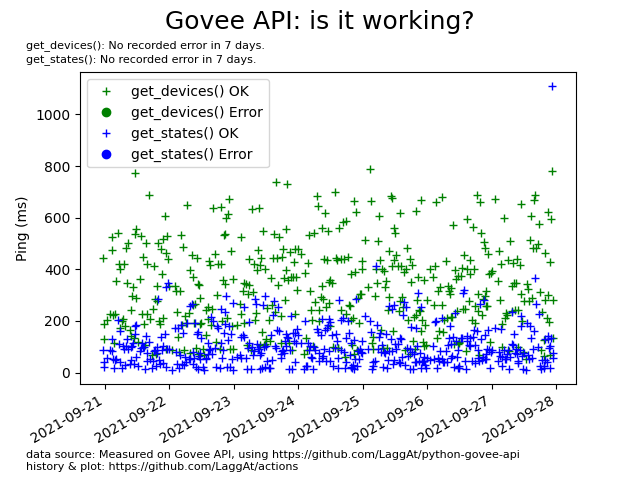 Govee API: is it working?
get_devices(): No recorded error in 7 days.
get_states(): No recorded error in 7 days.
get_devices() OK
get_devices() Error
get_states() OK
get_states() Error
Ping (ms)
1000
800
600
400
200
0
2021-09-21
2021-09-22
2021-09-23
2021-09-24
2021-09-25
2021-09-26
2021-09-27
2021-09-28
data source: Measured on Govee API, using https://github.com/LaggAt/python-govee-api
history & plot: https://github.com/LaggAt/actions